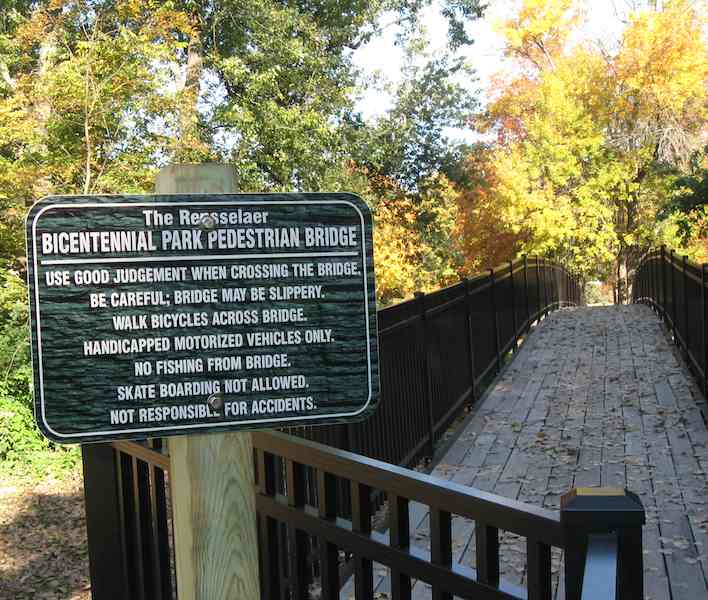 The Rensselaer
BICENTENNIAL PARK PEDESTRIAN BRIDGE
USE GOOD JUDGEMENT WHEN CROSSING THE BRIDGE.
BE CAREFUL; BRIDGE MAY BE SLIPPERY.
WALK BICYCLES ACROSS BRIDGE.
HANDICAPPED MOTORIZED VEHICLES ONLY.
NO FISHING FROM BRIDGE.
SKATE BOARDING NOT ALLOWED.
NOT RESPONSIBLE FOR ACCIDENTS.